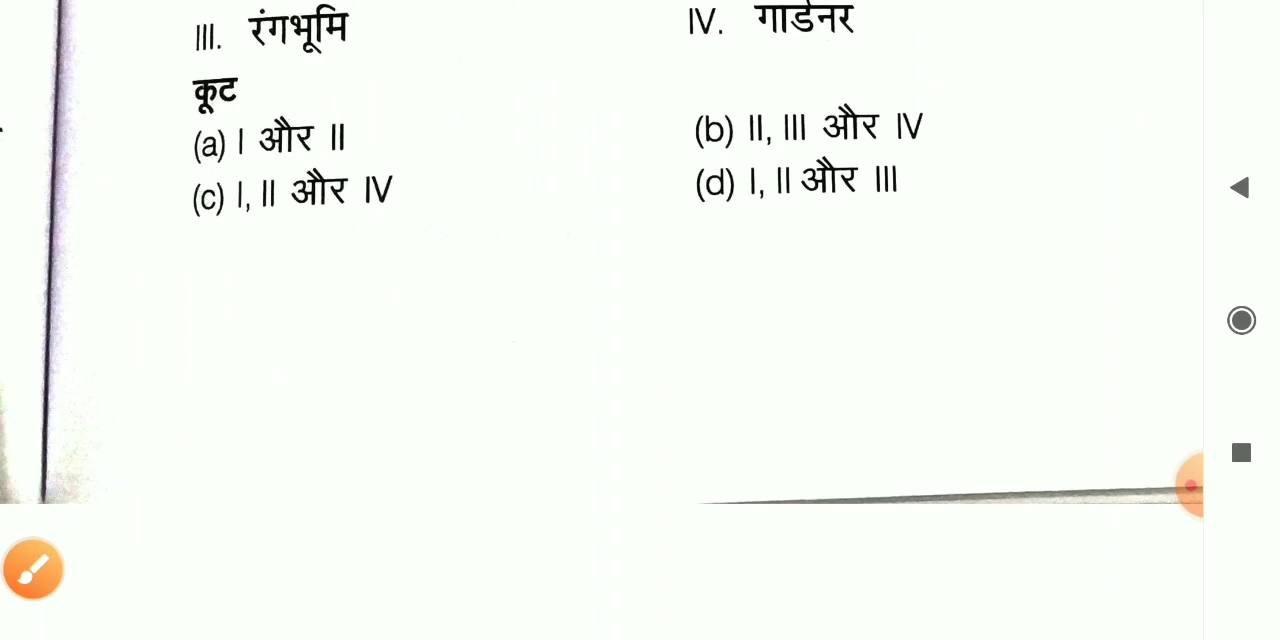 III. रंगभूमि
IV. गार्डनर
कूट
(a) I और II
(b) II, III और IV
(c) I, II और IV
(d) I, II और III